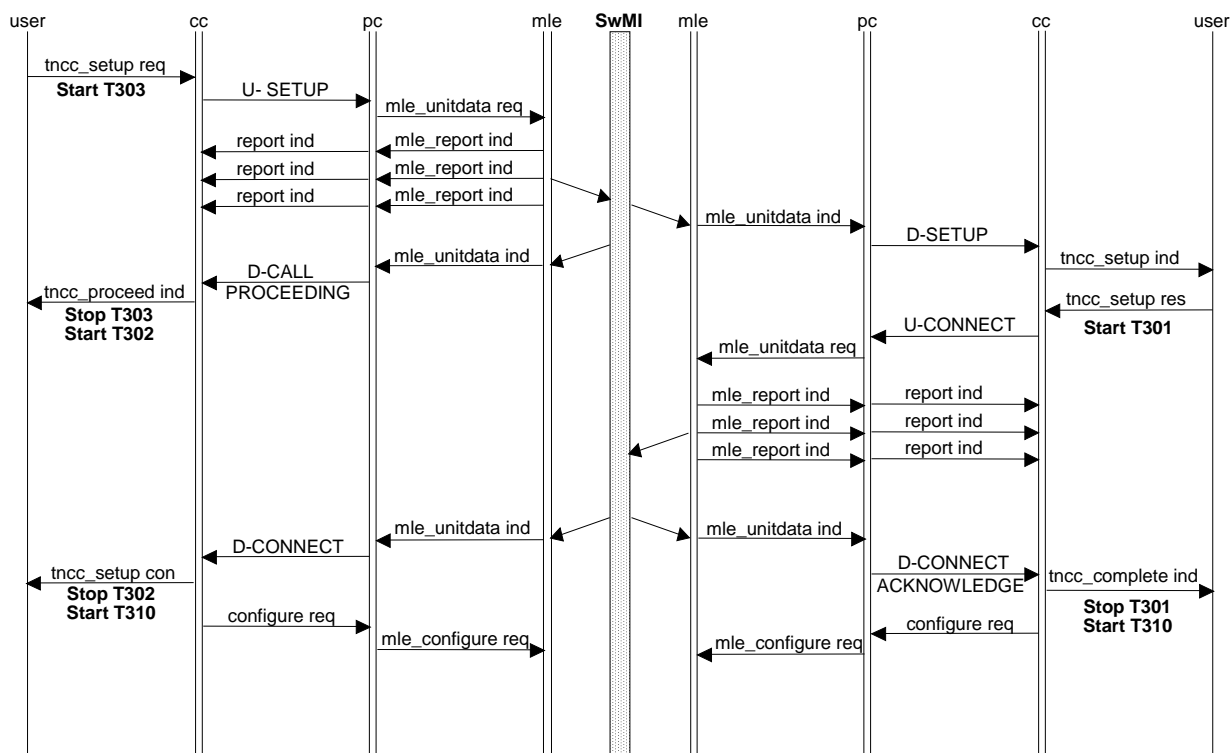 user cc pc mle SwMI mle pc cc user
tncc_setup req
Start T303
U- SETUP
mle_unitdata req
report ind mle_report ind
report ind mle_report ind
report ind mle_report ind
mle_unitdata ind
D-SETUP
mle_unitdata ind
tncc_setup ind
D-CALL
PROCEEDING
tncc_proceed ind
Stop T303
Start T302
tncc_setup res
Start T301
U-CONNECT
mle_unitdata req
mle_report ind report ind
mle_report ind report ind
mle_report ind report ind
mle_unitdata ind mle_unitdata ind
D-CONNECT
D-CONNECT
ACKNOWLEDGE
tncc_setup con
Stop T302
Start T310
tncc_complete ind
Stop T301
Start T310
configure req configure req
mle_configure req mle_configure req